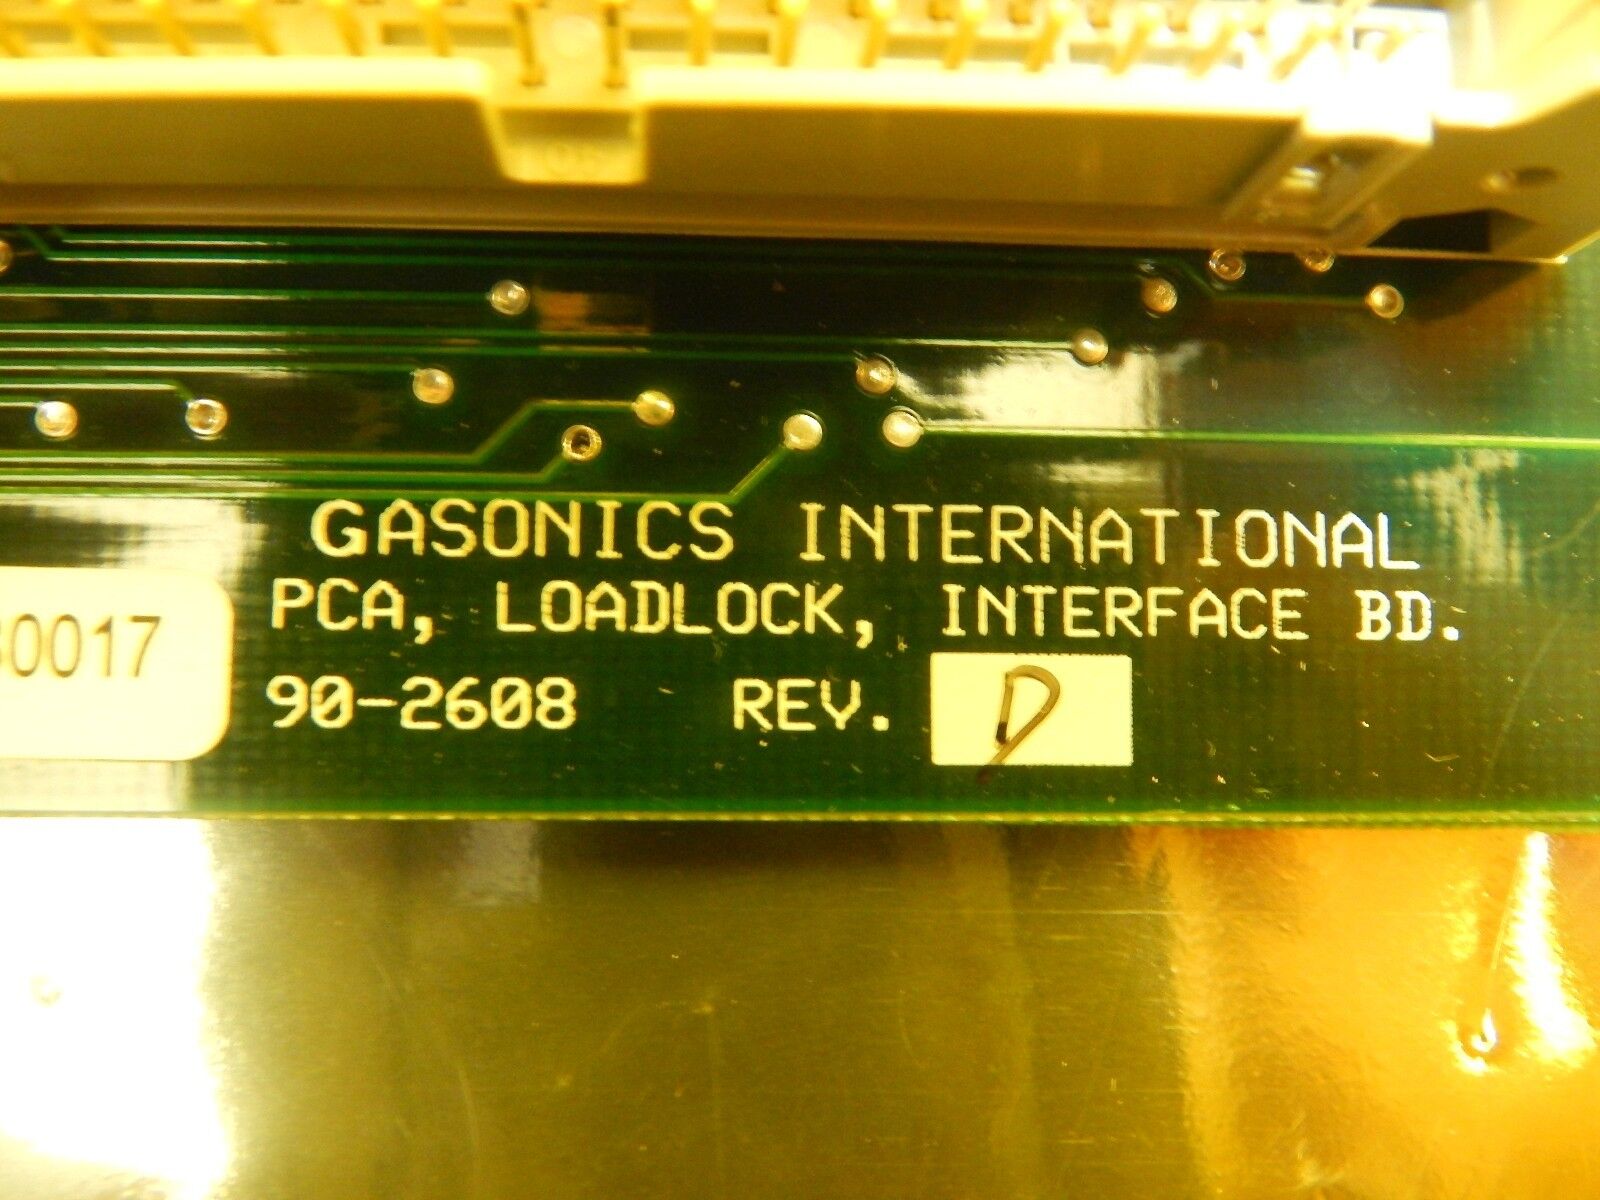 GASONICS INTERNATIONAL
PCA, LOADLOCK, INTERFACE BD.
90-2608 REV. D
0017